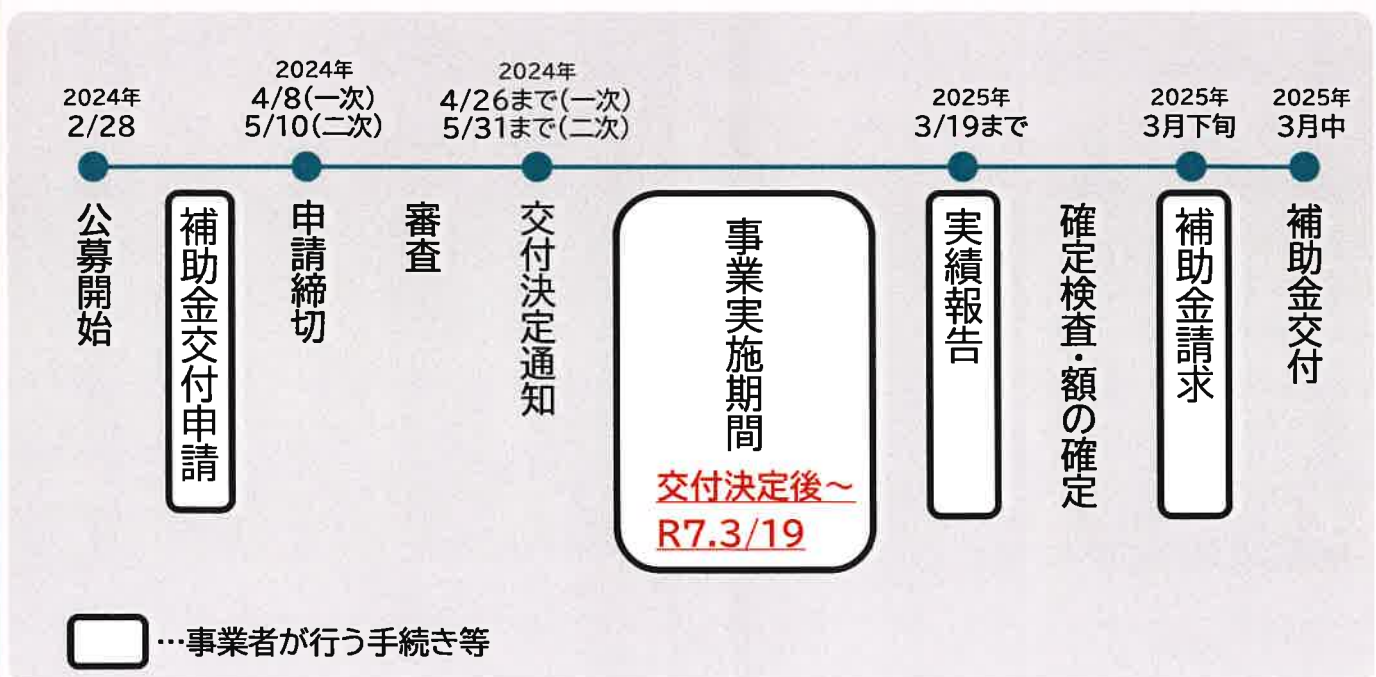 2024年
2/28
2024年
4/8(一次)
5/10(二次)
2024年
4/26まで(一次)
5/31まで(二次)
2025年
3/19まで
2025年
3月下旬
2025年
3月中
公募開始
補助金交付申請
申請締切
審査
交付決定通知
事業実施期間
交付決定後～
R7.3/19
実績報告
確定検査・額の確定
補助金請求
補助金交付
…事業者が行う手続き等